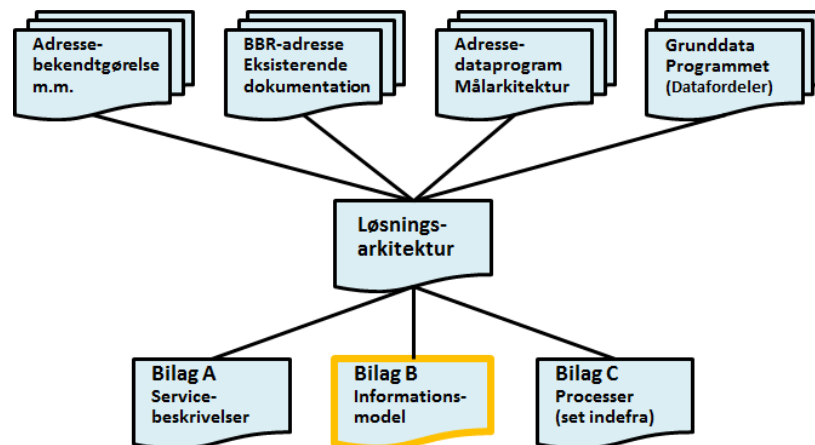 Adresse-
bekendtgørelse
m.m.
BBR-adresse
Eksisterende
dokumentation
Adresse-
dataprogram
Målarkitektur
Grunddata
Programmet
(Datafordeler)
Løsnings-
arkitektur
Bilag A
Service-
beskrivelser
Bilag B
Informations-
model
Bilag C
Processer
(set indefra)